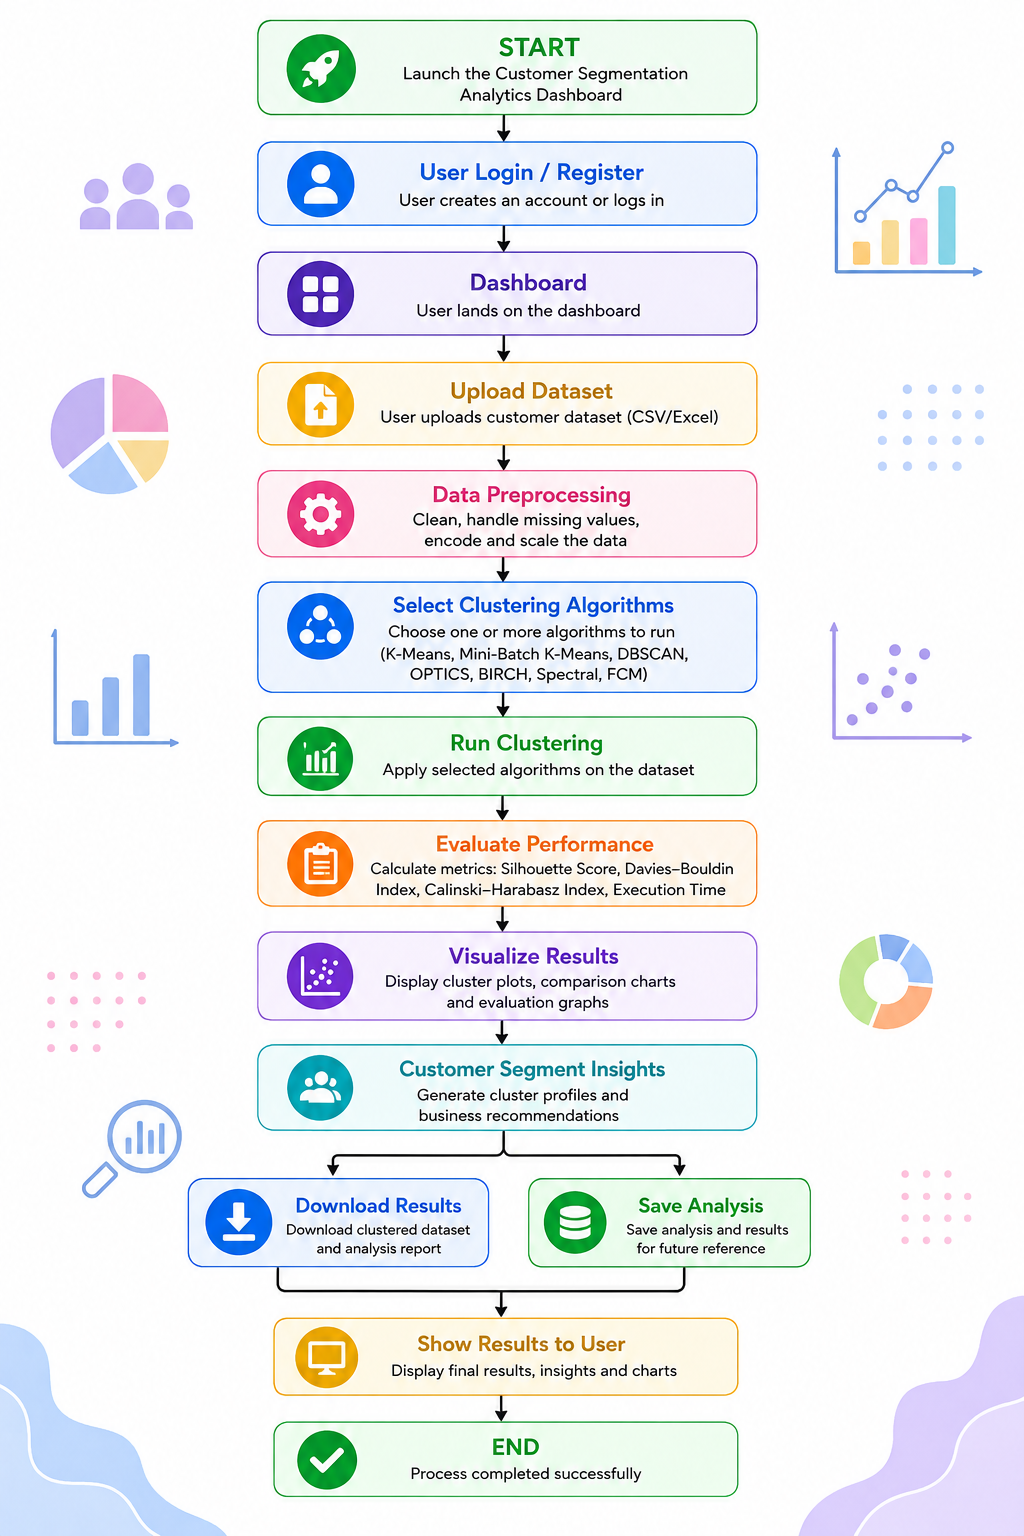 START
Launch the Customer Segmentation
Analytics Dashboard
User Login / Register
User creates an account or logs in
Dashboard
User lands on the dashboard
Upload Dataset
User uploads customer dataset (CSV/Excel)
Data Preprocessing
Clean, handle missing values,
encode and scale the data
Select Clustering Algorithms
Choose one or more algorithms to run
(K-Means, Mini-Batch K-Means, DBSCAN,
OPTICS, BIRCH, Spectral, FCM)
Run Clustering
Apply selected algorithms on the dataset
Evaluate Performance
Calculate metrics: Silhouette Score, Davies–Bouldin
Index, Calinski–Harabasz Index, Execution Time
Visualize Results
Display cluster plots, comparison charts
and evaluation graphs
Customer Segment Insights
Generate cluster profiles and
business recommendations
Download Results
Download clustered dataset
and analysis report
Save Analysis
Save analysis and results
for future reference
Show Results to User
Display final results, insights and charts
END
Process completed successfully